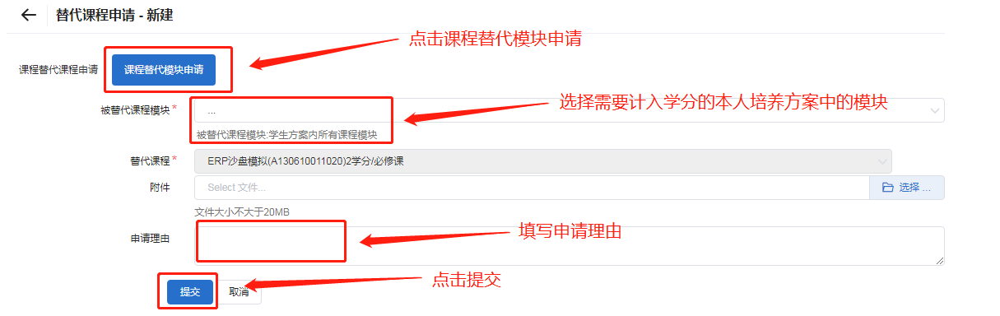 替代课程申请 - 新建
点击课程替代模块申请
课程替代课程申请 课程替代模块申请
选择需要计入学分的本人培养方案中的模块
被替代课程模块* ...
被替代课程模块:学生方案内所有课程模块
替代课程* ERP沙盘模拟(A130610011020)2学分/必修课
附件 Select 文件... 选择 ...
文件大小不大于20MB
申请理由 填写申请理由
点击提交
提交 取消